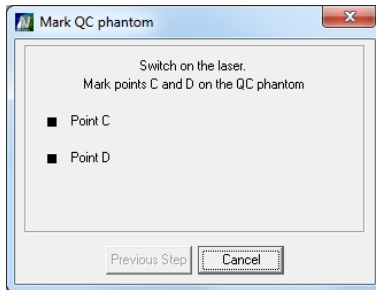 Mark QC phantom
Switch on the laser.
Mark points C and D on the QC phantom
Point C
Point D
Previous Step
Cancel